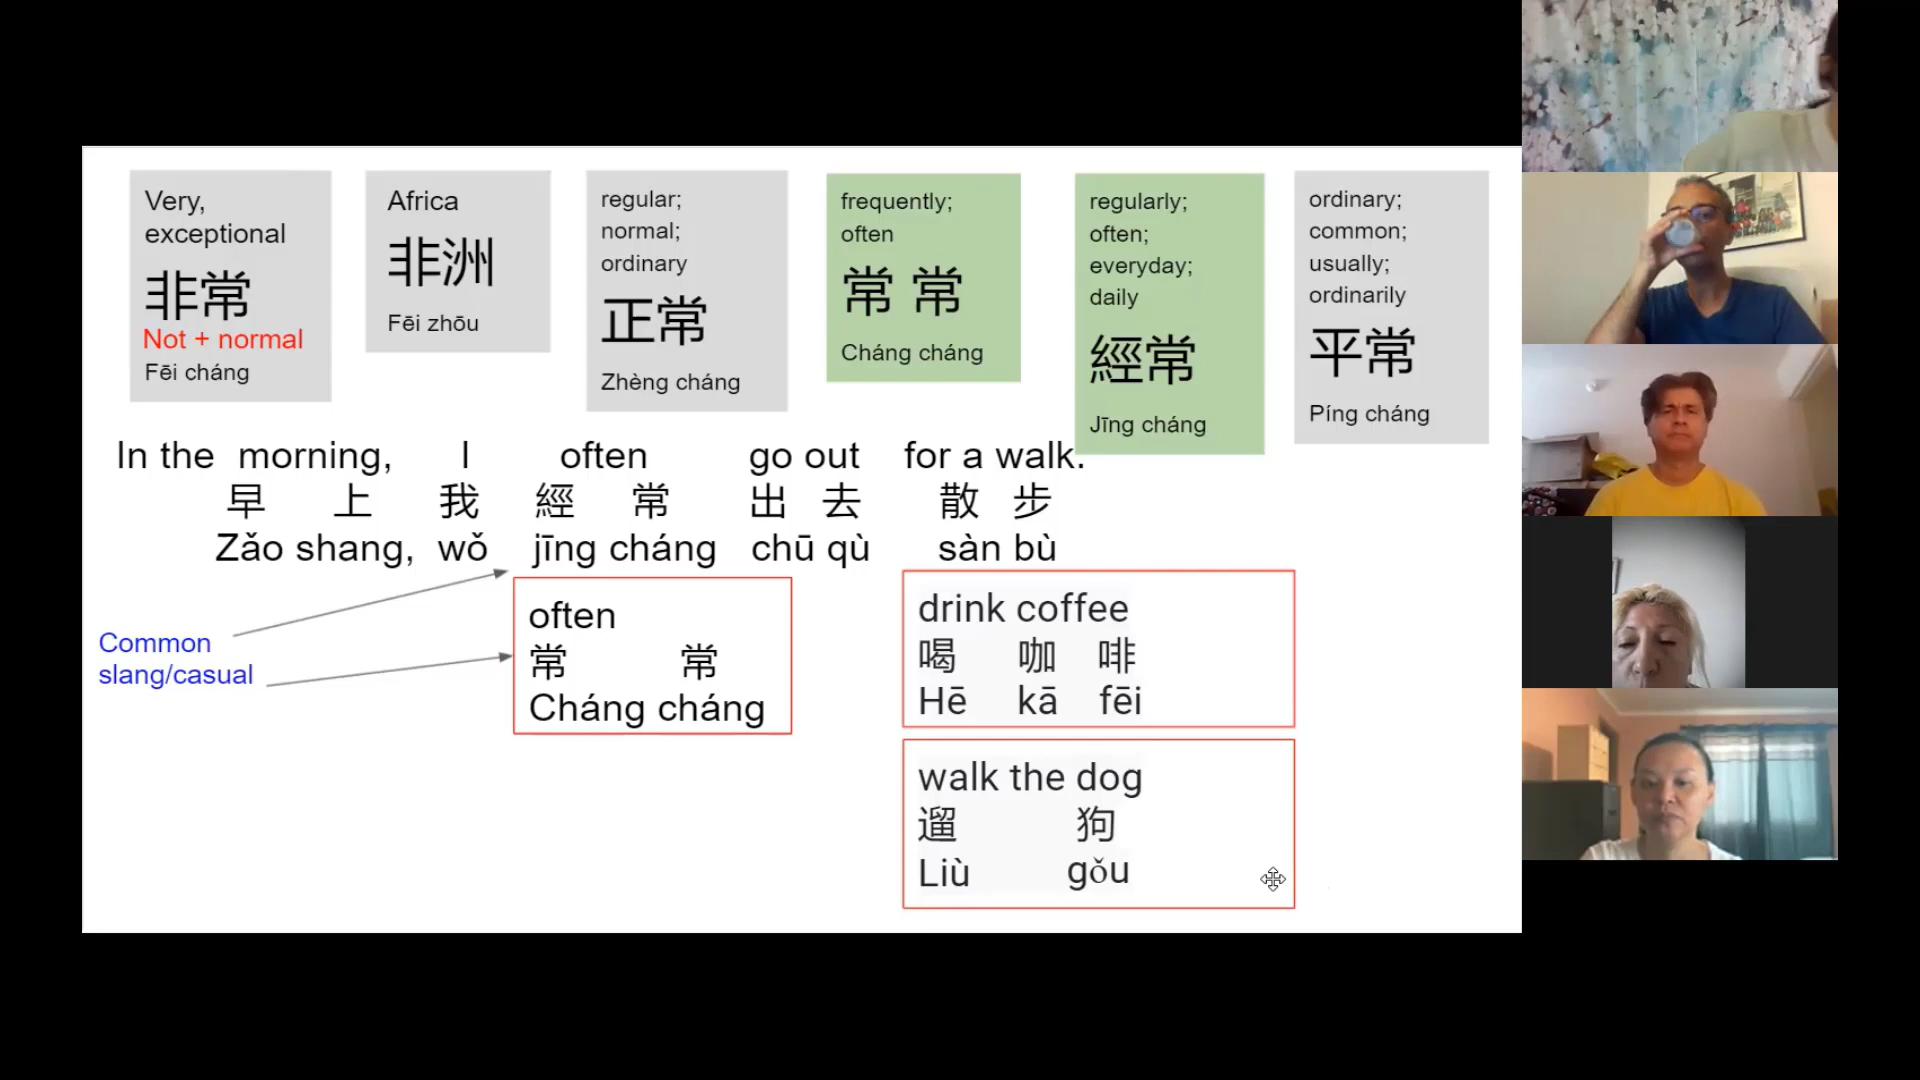 Very,
exceptional
非常
Not + normal
Fēi cháng
Africa
非洲
Fēi zhōu
regular;
normal;
ordinary
正常
Zhèng cháng
frequently;
often
常 常
Cháng cháng
regularly;
often;
everyday;
daily
經常
Jīng cháng
ordinary;
common;
usually;
ordinarily
平常
Píng cháng
In the morning, I often go out for a walk.
早 上 我 經 常 出 去 散 步
Zǎo shang, wǒ jīng cháng chū qù sàn bù
Common
slang/casual
often
常 常
Cháng cháng
drink coffee
喝 咖 啡
Hē kā fēi
walk the dog
遛 狗
Liù gǒu